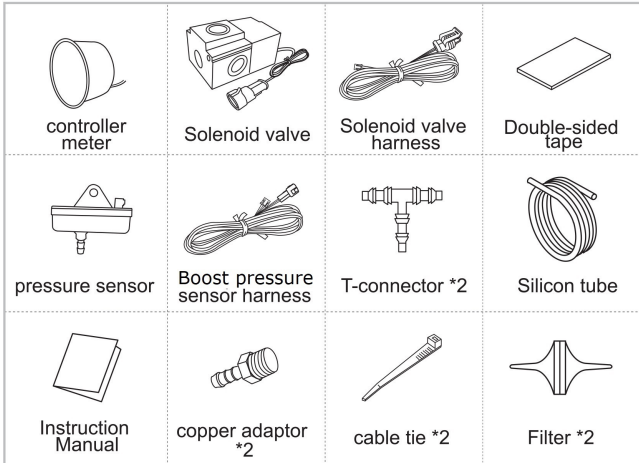 controller
meter
Solenoid valve
Solenoid valve
harness
Double-sided
tape
pressure sensor
Boost pressure
sensor harness
T-connector *2
Silicon tube
Instruction
Manual
copper adaptor
*2
cable tie *2
Filter *2